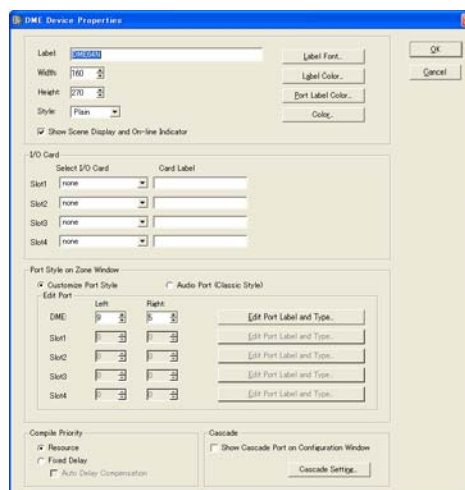 DME Device Properties
Label:
DME64N
Label Font...
OK
Width:
160
Label Color...
Cancel
Height:
270
Port Label Color...
Style:
Plain
Color...
Show Scene Display and On-line Indicator
I/O Card
Select I/O Card
Card Label
Slot1
none
Slot2
none
Slot3
none
Slot4
none
Port Style on Zone Window
Customize Port Style
Audio Port (Classic Style)
Edit Port
Left:
Right:
DME:
9
5
Edit Port Label and Type...
Slot1
0
0
Edit Port Label and Type...
Slot2
0
0
Edit Port Label and Type...
Slot3
0
0
Edit Port Label and Type...
Slot4
0
0
Edit Port Label and Type...
Compile Priority
Resource
Fixed Delay
Auto Delay Compensation
Cascade
Show Cascade Port on Configuration Window
Cascade Setting...